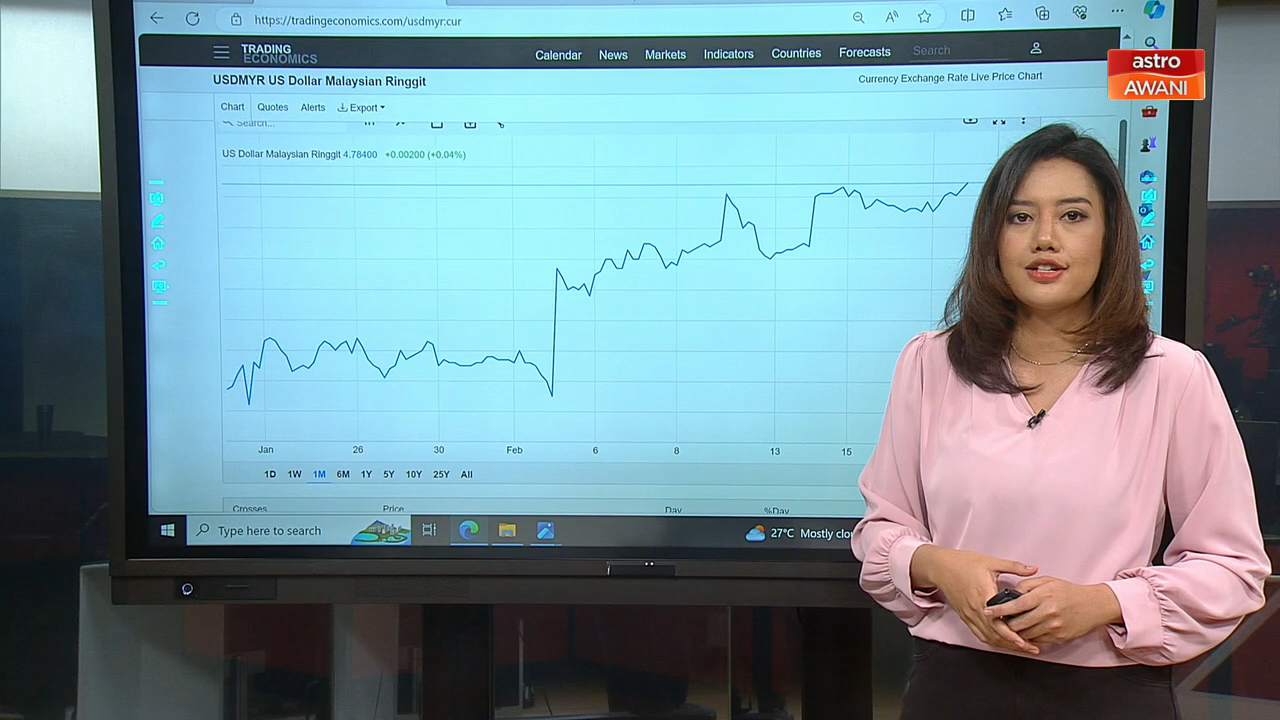 https://tradingeconomics.com/usdmyr:cur
TRADING
ECONOMICS
Calendar News Markets Indicators Countries Forecasts Search
USDMYR US Dollar Malaysian Ringgit
Currency Exchange Rate Live Price Chart
astro
AWANI
Chart Quotes Alerts Export
Search...
US Dollar Malaysian Ringgit 4.78400 +0.00200 (+0.04%)
Jan 26 30 Feb 6 8 13 15
1D 1W 1M 6M 1Y 5Y 10Y 25Y All
Crosses Price Day %Day
Type here to search
27°C Mostly